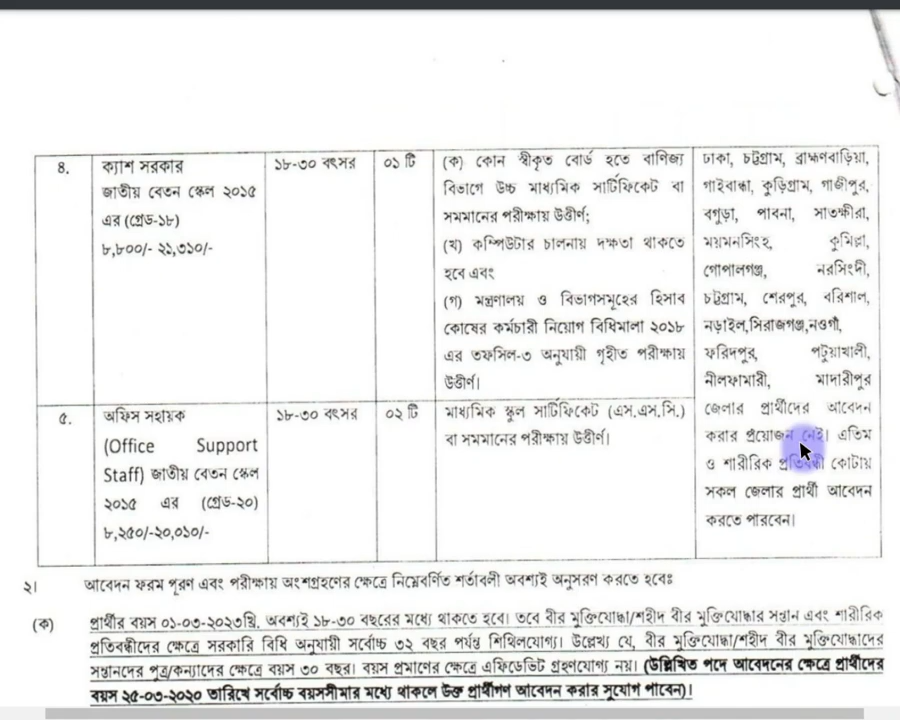 ৪.
ক্যাশ সরকার
জাতীয় বেতন স্কেল ২০১৫
এর (গ্রেড-১৮)
৮,৮০০/- ২১,৩১০/-
১৮-৩০ বৎসর
০১ টি
(ক) কোন স্বীকৃত বোর্ড হতে বাণিজ্য
বিভাগে উচ্চ মাধ্যমিক সার্টিফিকেট বা
সমমানের পরীক্ষায় উত্তীর্ণ;
(খ) কম্পিউটার চালনায় দক্ষতা থাকতে
হবে এবং
(গ) মন্ত্রণালয় ও বিভাগসমূহের হিসাব
কোষের কর্মচারী নিয়োগ বিধিমালা ২০১৮
এর তফসিল-৩ অনুযায়ী গৃহীত পরীক্ষায়
উত্তীর্ণ।
ঢাকা, চট্টগ্রাম, ব্রাহ্মণবাড়িয়া,
গাইবান্ধা, কুড়িগ্রাম, গাজীপুর,
বগুড়া, পাবনা, সাতক্ষীরা,
ময়মনসিংহ, কুমিল্লা,
গোপালগঞ্জ, নরসিংদী,
চট্টগ্রাম, শেরপুর, বরিশাল,
নড়াইল,সিরাজগঞ্জ,নওগাঁ,
ফরিদপুর, পটুয়াখালী,
নীলফামারী, মাদারীপুর
জেলার প্রার্থীদের আবেদন
করার প্রয়োজন নেই। এতিম
ও শারীরিক প্রতিবন্ধী কোটায়
সকল জেলার প্রার্থী আবেদন
করতে পারবেন।
৫.
অফিস সহায়ক
(Office Support
Staff) জাতীয় বেতন স্কেল
২০১৫ এর (গ্রেড-২০)
৮,২৫০/-২০,০১০/-
১৮-৩০ বৎসর
০২ টি
মাধ্যমিক স্কুল সার্টিফিকেট (এস.এস.সি.)
বা সমমানের পরীক্ষায় উত্তীর্ণ।
২। আবেদন ফরম পূরণ এবং পরীক্ষায় অংশগ্রহণের ক্ষেত্রে নিম্নেবর্ণিত শর্তাবলী অবশ্যই অনুসরণ করতে হবেঃ
(ক) প্রার্থীর বয়স ০১-০৩-২০২৩খ্রি, অবশ্যই ১৮-৩০ বছরের মধ্যে থাকতে হবে। তবে বীর মুক্তিযোদ্ধা/শহীদ বীর মুক্তিযোদ্ধার সন্তান এবং শারীরিক
প্রতিবন্ধীদের ক্ষেত্রে সরকারি বিধি অনুযায়ী সর্বোচ্চ ৩২ বছর পর্যন্ত শিথিলযোগ্য। উল্লেখ্য যে, বীর মুক্তিযোদ্ধা/শহীদ বীর মুক্তিযোদ্ধাদের
সন্তানদের পুত্র/কন্যাদের ক্ষেত্রে বয়স ৩০ বছর। বয়স প্রমাণের ক্ষেত্রে এফিডেভিট গ্রহণযোগ্য নয়। (উল্লিখিত পদে আবেদনের ক্ষেত্রে প্রার্থীদের
বয়স ২৫-০৩-২০২০ তারিখে সর্বোচ্চ বয়সসীমার মধ্যে থাকলে উক্ত প্রার্থীগণ আবেদন করার সুযোগ পাবেন)।